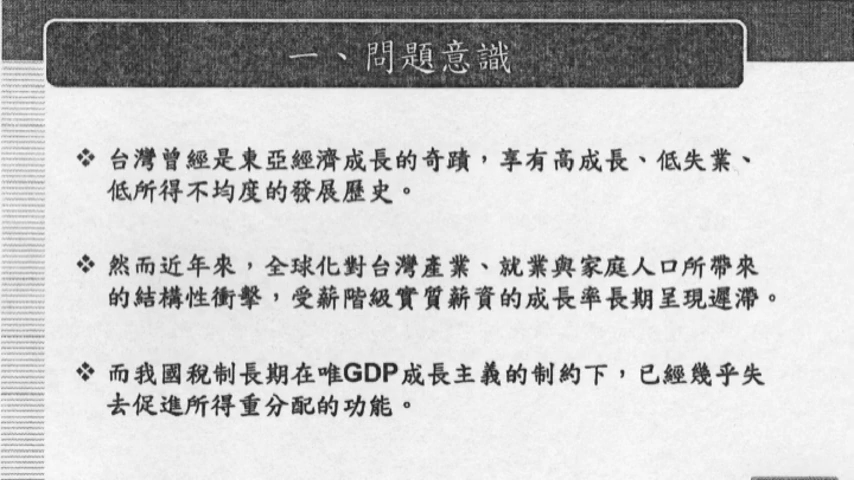 一、問題意識
❖ 台灣曾經是東亞經濟成長的奇蹟，享有高成長、低失業、
低所得不均度的發展歷史。
❖ 然而近年來，全球化對台灣產業、就業與家庭人口所帶來
的結構性衝擊，受薪階級實質薪資的成長率長期呈現遲滯。
❖ 而我國稅制長期在唯GDP成長主義的制約下，已經幾乎失
去促進所得重分配的功能。